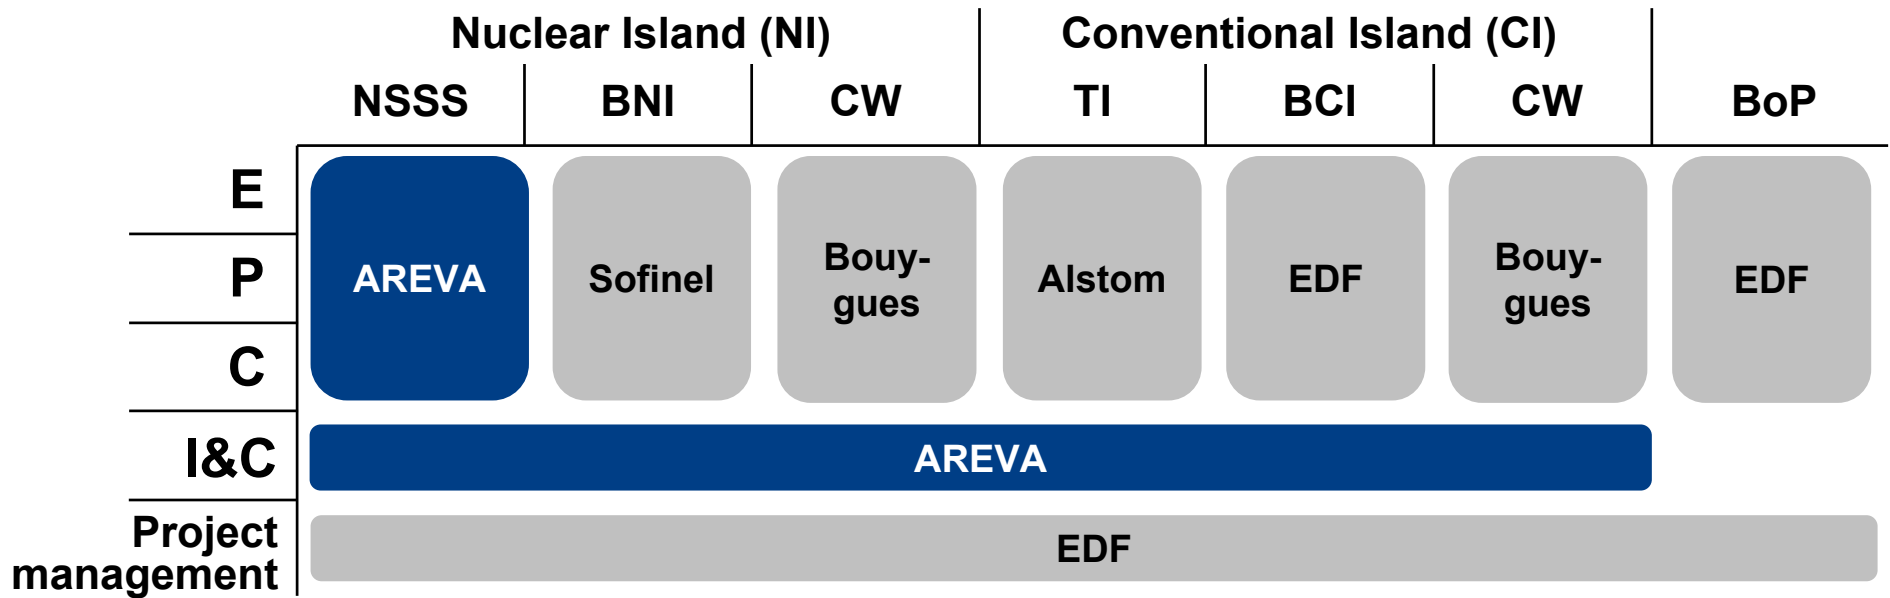 Nuclear Island (NI) Conventional Island (CI)
NSSS BNI CW TI BCI CW BoP
E
P
C
AREVA
Sofinel
Bouy-
gues
Alstom
EDF
Bouy-
gues
EDF
I&C
AREVA
Project
management
EDF